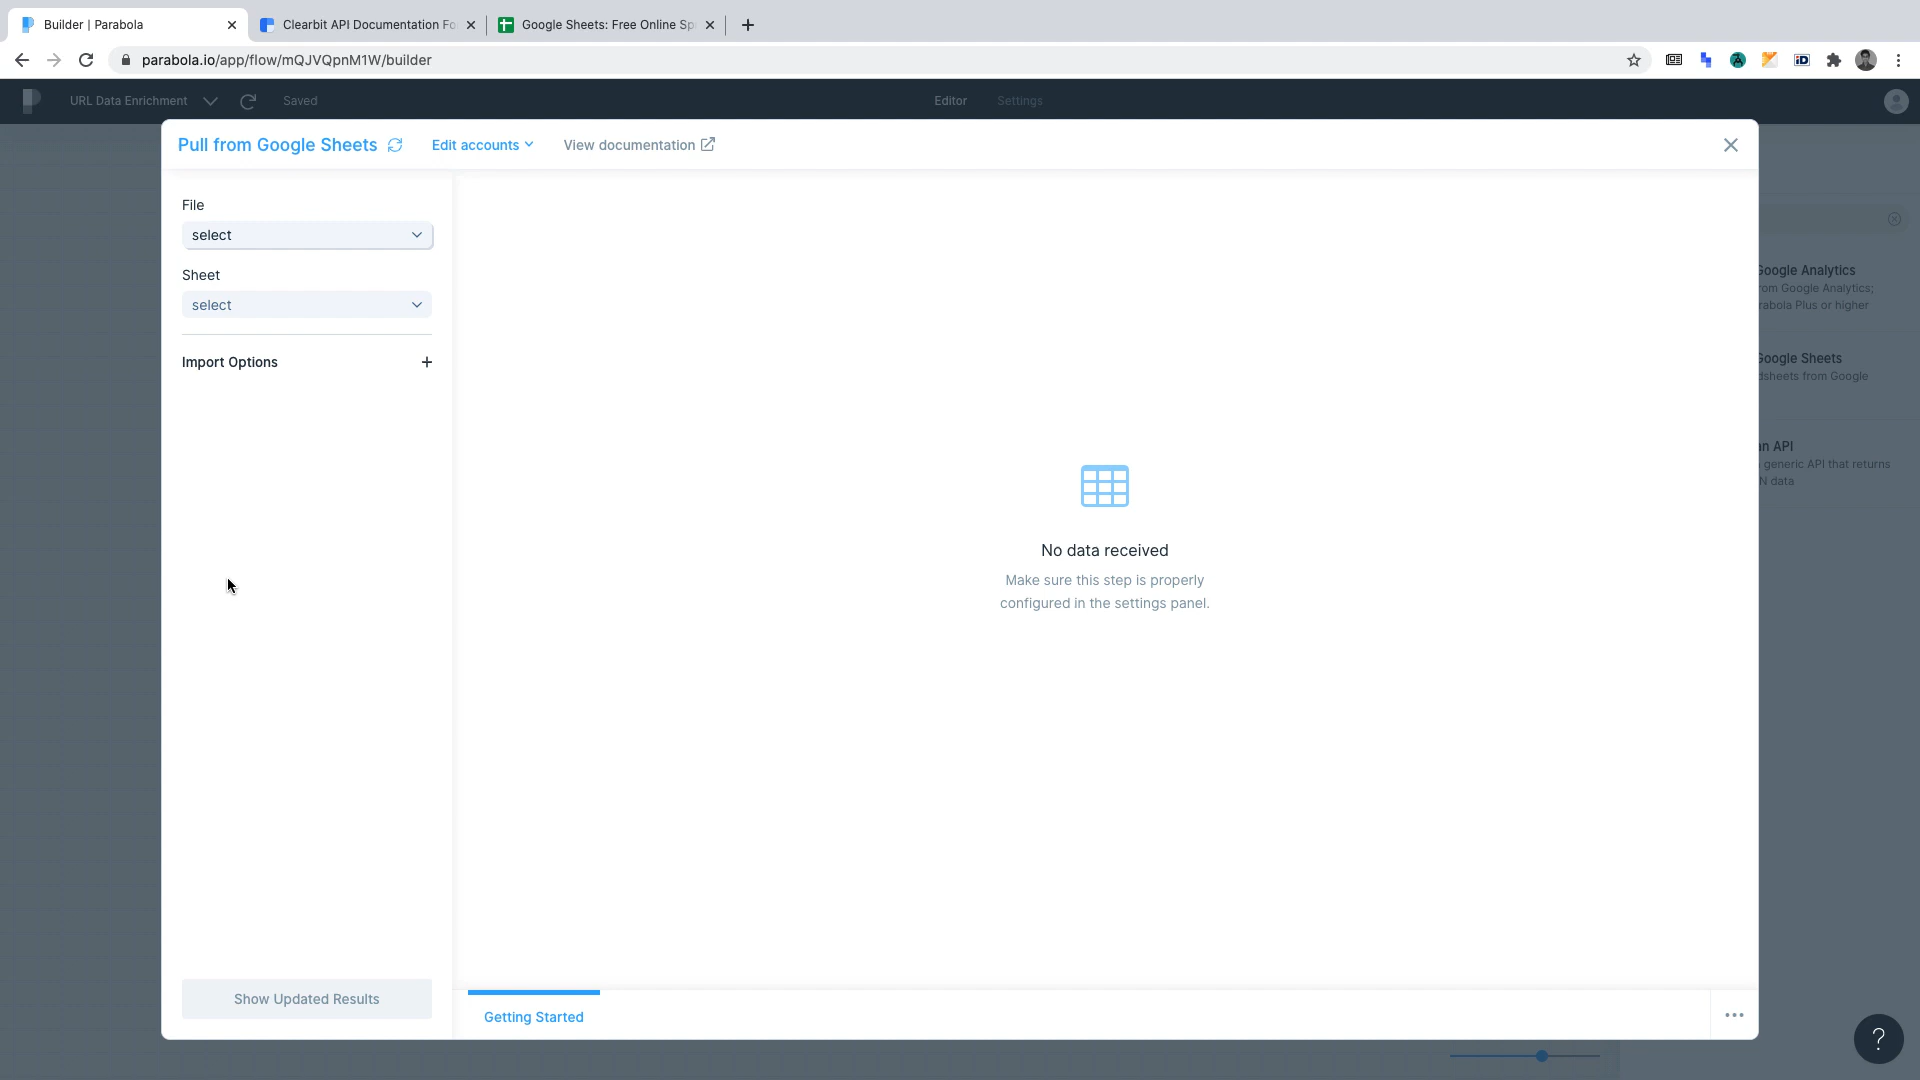 Builder | Parabola
Clearbit API Documentation Fo
Google Sheets: Free Online Sp
parabola.io/app/flow/mQJVQpnM1W/builder
URL Data Enrichment
Saved
Editor
Settings
Pull from Google Sheets
Edit accounts
View documentation
File
select
Sheet
select
Import Options
No data received
Make sure this step is properly
configured in the settings panel.
Google Analytics
rom Google Analytics;
rabola Plus or higher
Google Sheets
dsheets from Google
an API
generic API that returns
N data
Show Updated Results
Getting Started
?